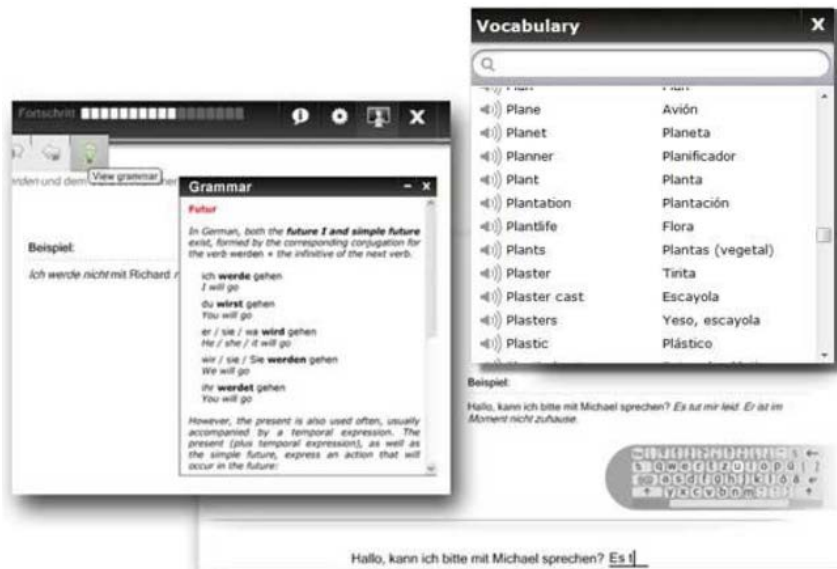 Fortschritt
View grammar
Beispiel:
Ich werde nicht mit Richard
Grammar
Futur
In German, both the future I and simple future
exist, formed by the corresponding conjugation for
the verb werden + the infinitive of the next verb.
ich werde gehen
I will go
du wirst gehen
You will go
er / sie / wa wird gehen
He / she / it will go
wir / sie / Sie werden gehen
We will go
ihr werdet gehen
You will go
However, the present is also used often, usually
accompanied by a temporal expression. The
present (plus temporal expression), as well as
the simple future, express an action that will
occur in the future:
Vocabulary X
Plane Avión
Planet Planeta
Planner Planificador
Plant Planta
Plantation Plantación
Plantlife Flora
Plants Plantas (vegetal)
Plaster Tirita
Plaster cast Escayola
Plasters Yeso, escayola
Plastic Plástico
Beispiel:
Hallo, kann ich bitte mit Michael sprechen? Es tut mir leid. Er ist im
Moment nicht zuhause.
q w e r t z u i o p ü
a s d f g h j k l ö ä
y x c v b n m
Hallo, kann ich bitte mit Michael sprechen? Es t